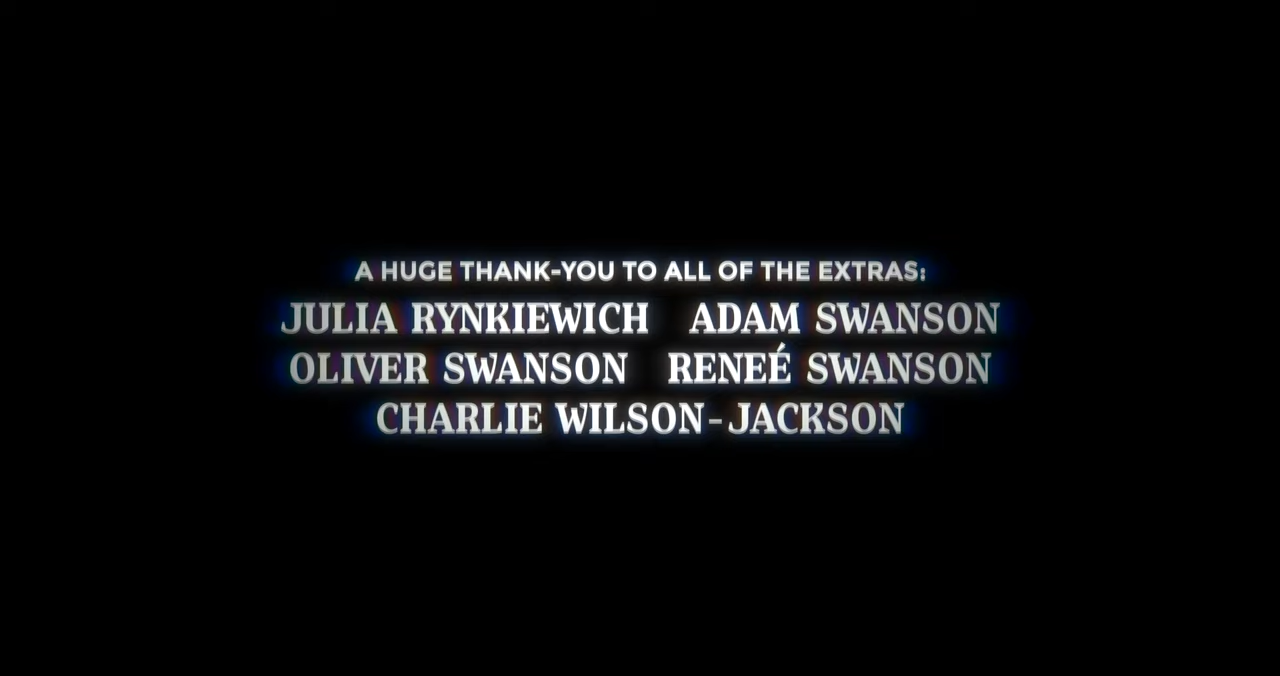 A HUGE THANK-YOU TO ALL OF THE EXTRAS:
JULIA RYNKIEWICH ADAM SWANSON
OLIVER SWANSON RENEÉ SWANSON
CHARLIE WILSON-JACKSON